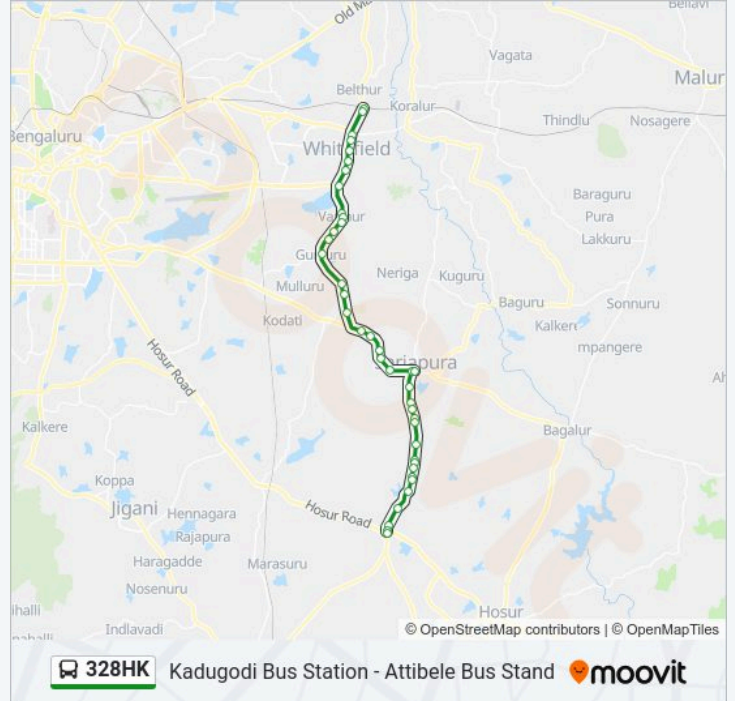 Bellavi
Old Ma
Vagata
Malur
Belthur
Koralur
Thindlu
Nosagere
Bengaluru
Whitefield
Baraguru
Pura
Lakkuru
Varthur
Gunjuru
Neriga
Kuguru
Mulluru
Baguru
Sonnuru
Kodati
Kalkere
mpangere
Hosur Road
Sarjapura
Ah
Kalkere
Bagalur
Koppa
Jigani
Hennagara
Hosur Road
Rajapura
Haragadde
Marasuru
Nosenuru
ihalli
Hosur
Indlavadi
© OpenStreetMap contributors | © OpenMapTiles
328HK Kadugodi Bus Station - Attibele Bus Stand moovit